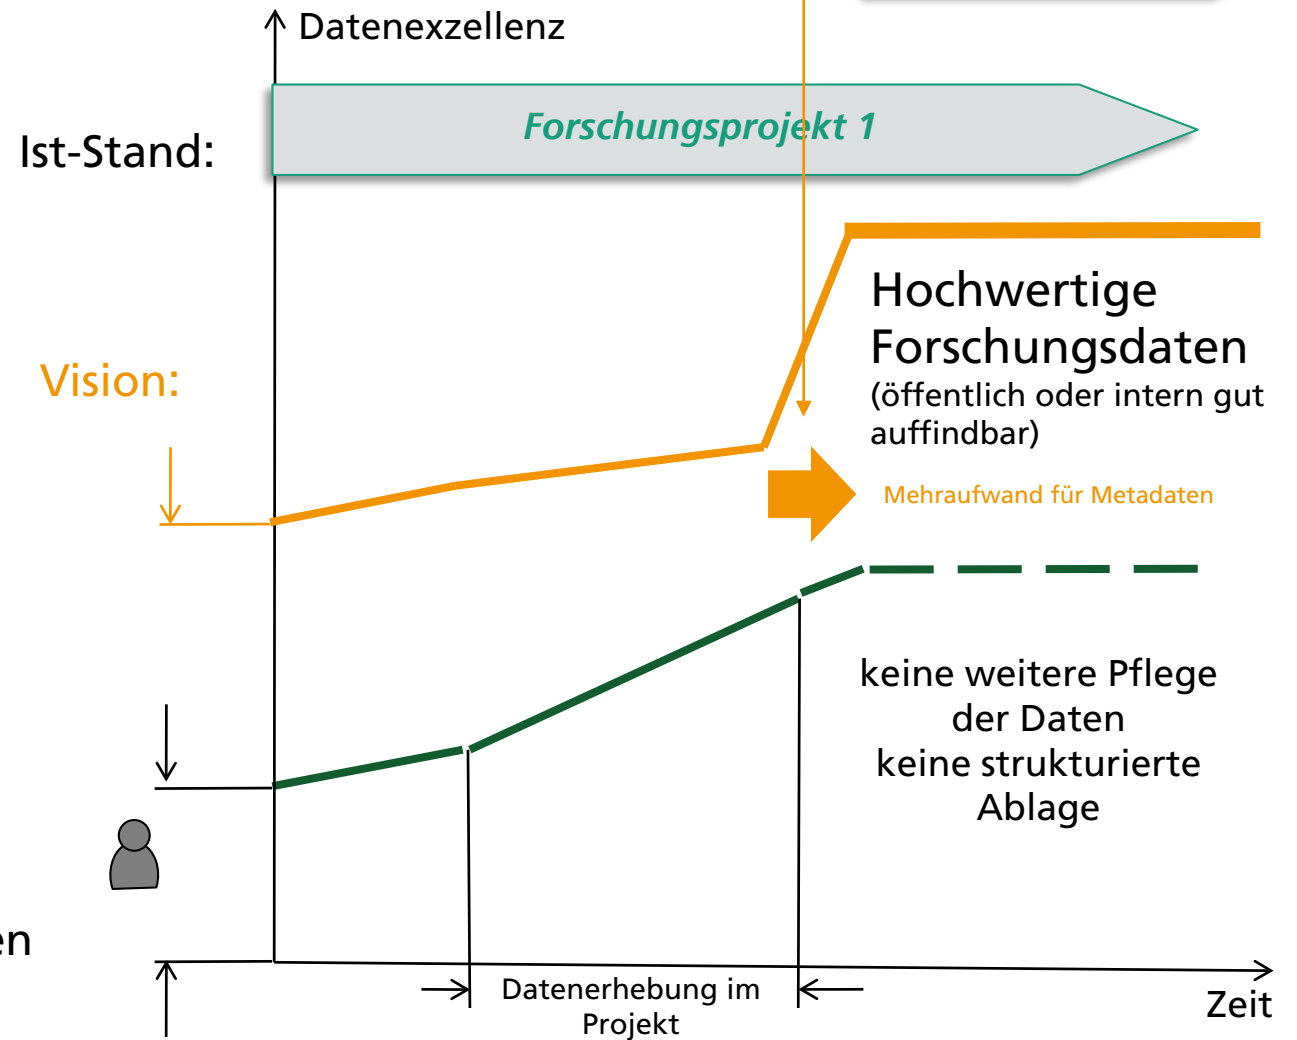 Datenexzellenz
Forschungsprojekt 1
Ist-Stand:
Hochwertige
Forschungsdaten
(öffentlich oder intern gut
auffindbar)
Vision:
Mehraufwand für Metadaten
keine weitere Pflege
der Daten
keine strukturierte
Ablage
en
Datenerhebung im
Projekt
Zeit